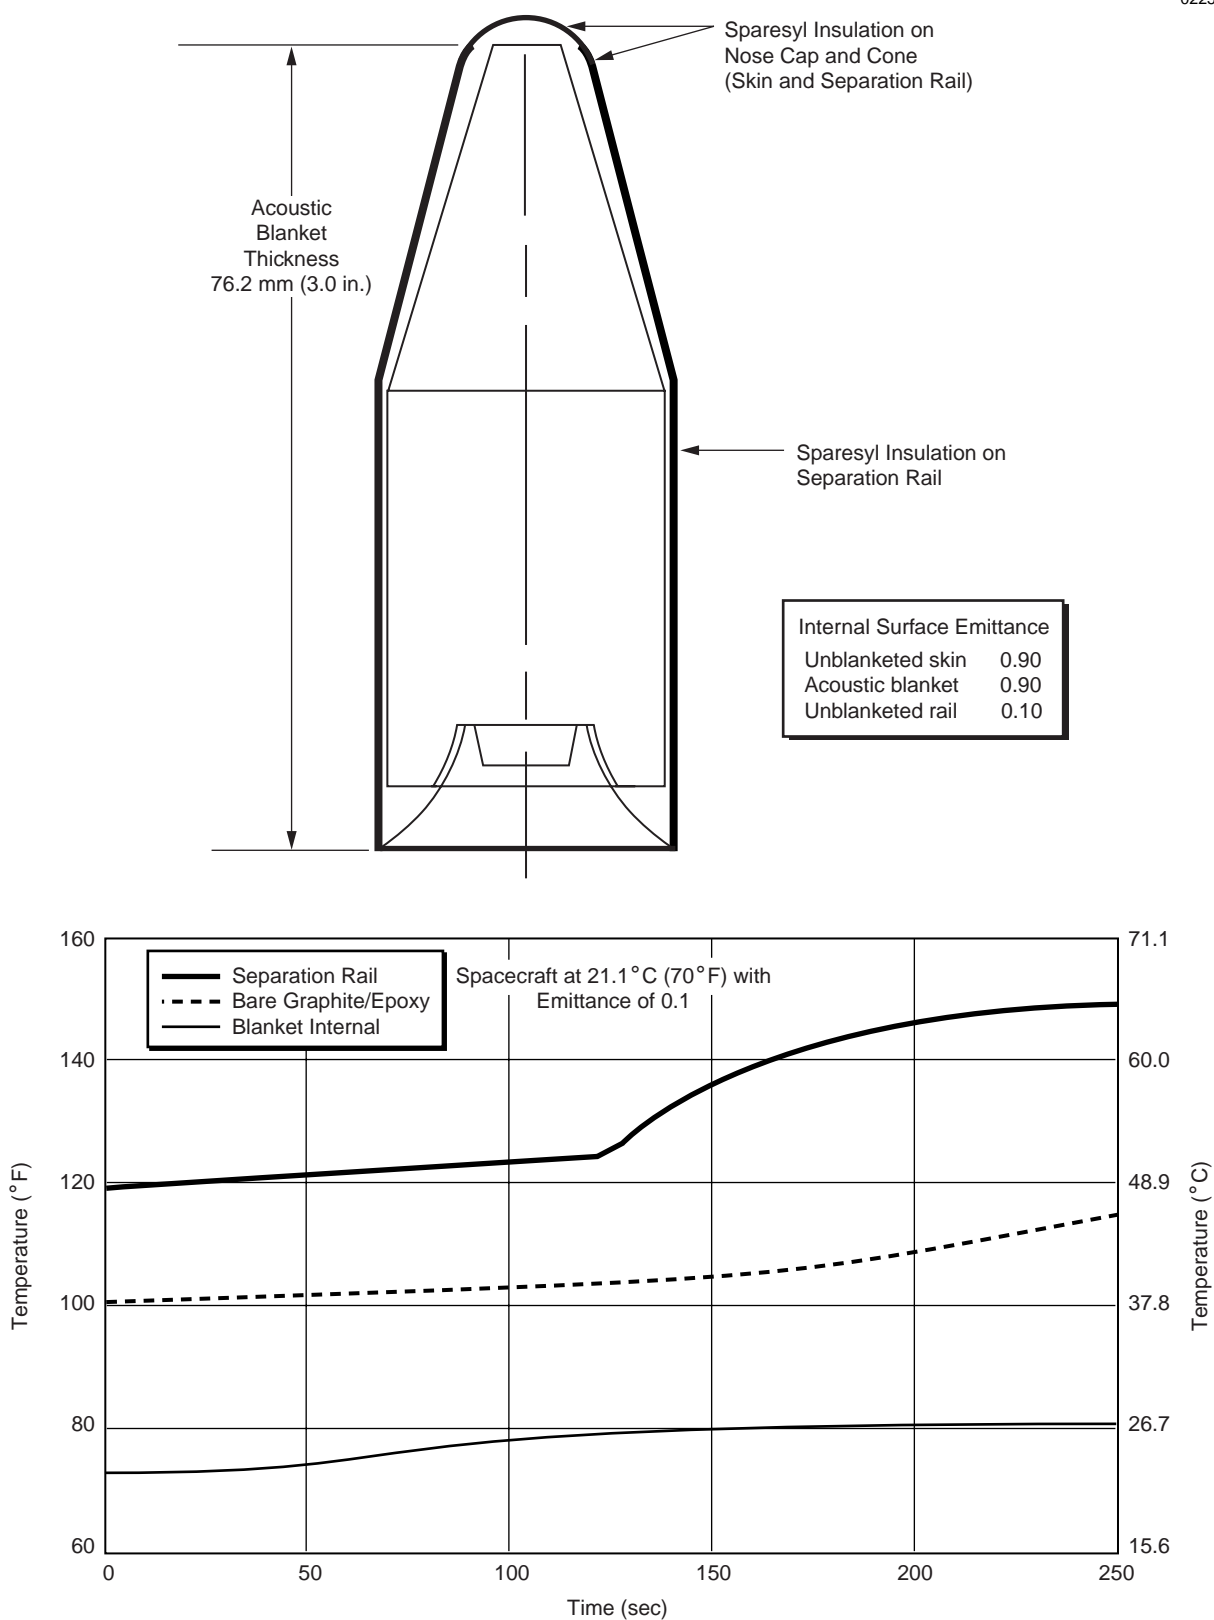 Sparesyl Insulation on
Nose Cap and Cone
(Skin and Separation Rail)
Acoustic
Blanket
Thickness
76.2 mm (3.0 in.)
Sparesyl Insulation on
Separation Rail
Internal Surface Emittance
Unblanketed skin 0.90
Acoustic blanket 0.90
Unblanketed rail 0.10
160
140
120
100
80
60
Temperature (°F)
Separation Rail
Bare Graphite/Epoxy
Blanket Internal
Spacecraft at 21.1°C (70°F) with
Emittance of 0.1
71.1
60.0
48.9
37.8
26.7
15.6
Temperature (°C)
0 50 100 150 200 250
Time (sec)